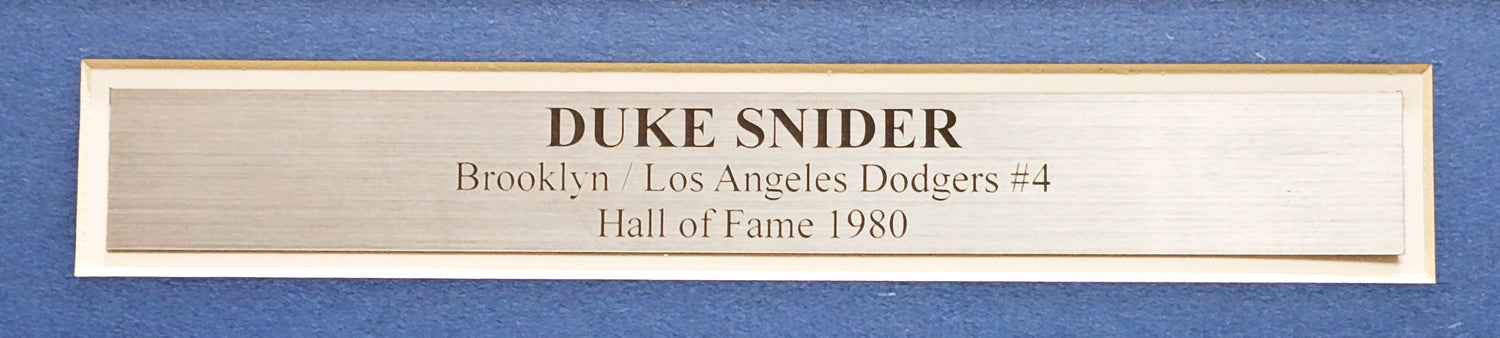 DUKE SNIDER
Brooklyn / Los Angeles Dodgers #4
Hall of Fame 1980